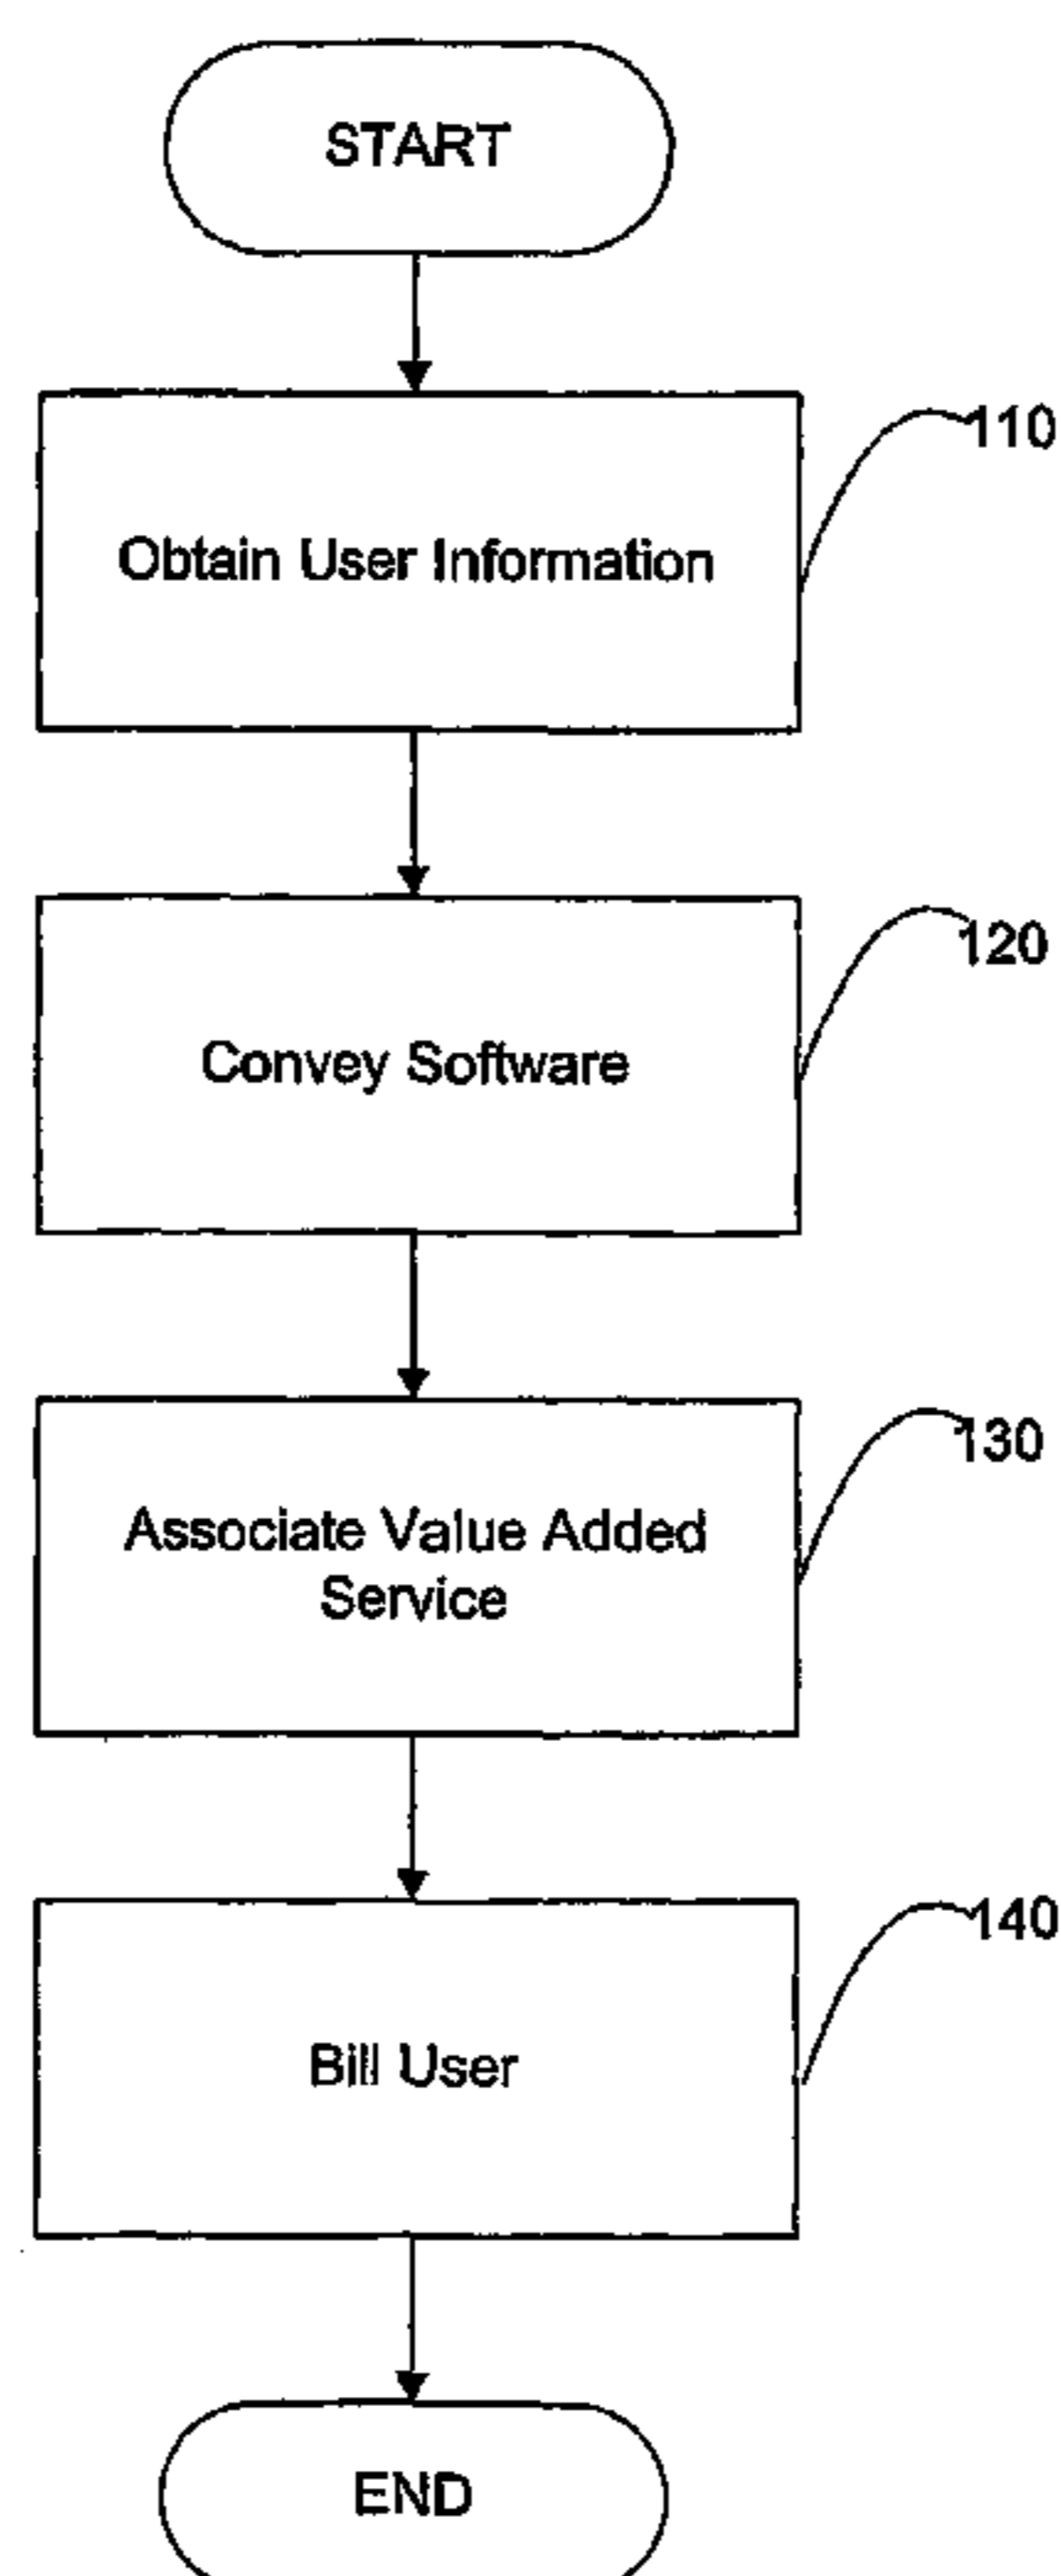 START
110
Obtain User Information
120
Convey Software
130
Associate Value Added
Service
140
Bill User
END